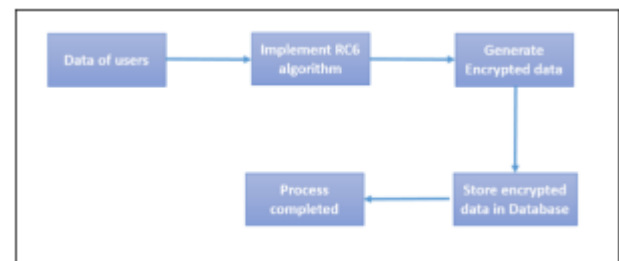 Data of users
Implement RC6
algorithm
Generate
Encrypted data
Store encrypted
data in Database
Process
completed